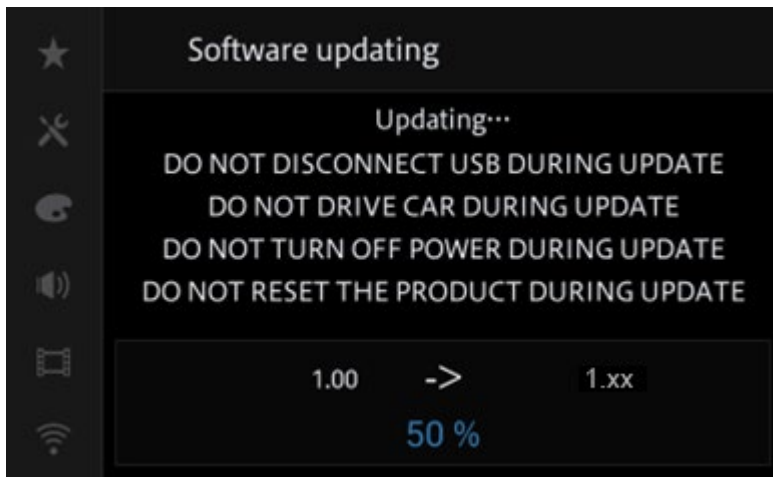 Software updating
Updating···
DO NOT DISCONNECT USB DURING UPDATE
DO NOT DRIVE CAR DURING UPDATE
DO NOT TURN OFF POWER DURING UPDATE
DO NOT RESET THE PRODUCT DURING UPDATE
1.00 -> 1.xx
50 %